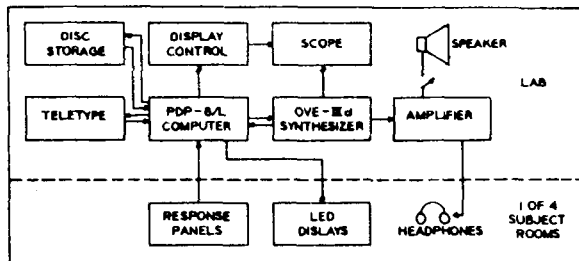 DISC
STORAGE
DISPLAY
CONTROL
SCOPE
SPEAKER
LAB
TELETYPE
PDP-8/L
COMPUTER
OVE-IIId
SYNTHESIZER
AMPLIFIER
RESPONSE
PANELS
LED
DISLAYS
HEADPHONES
1 OF 4
SUBJECT
ROOMS